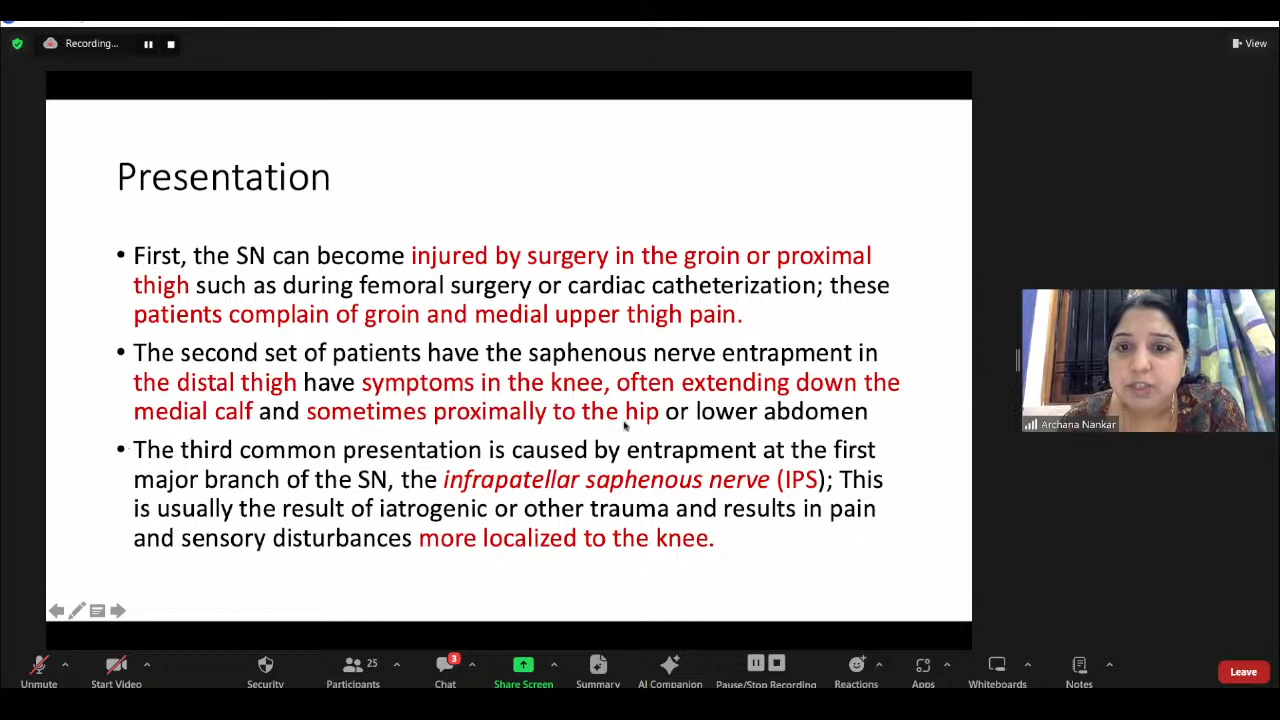 Recording...
View
Presentation
• First, the SN can become injured by surgery in the groin or proximal
thigh such as during femoral surgery or cardiac catheterization; these
patients complain of groin and medial upper thigh pain.
• The second set of patients have the saphenous nerve entrapment in
the distal thigh have symptoms in the knee, often extending down the
medial calf and sometimes proximally to the hip or lower abdomen
• The third common presentation is caused by entrapment at the first
major branch of the SN, the infrapatellar saphenous nerve (IPS); This
is usually the result of iatrogenic or other trauma and results in pain
and sensory disturbances more localized to the knee.
Archana Nankar
25
3
Unmute
Start Video
Security
Participants
Chat
Share Screen
Summary
AI Companion
Pause/Stop Recording
Reactions
Apps
Whiteboards
Notes
Leave